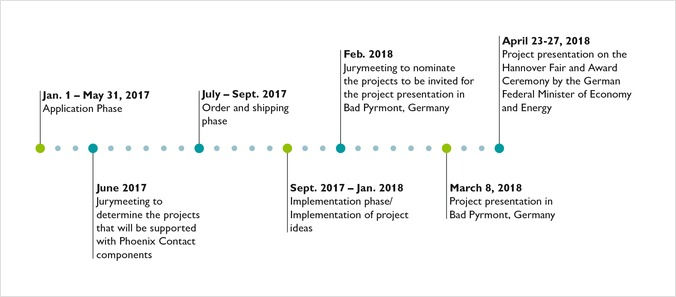 Jan. 1 – May 31, 2017
Application Phase
June 2017
Jurymeeting to
determine the projects
that will be supported
with Phoenix Contact
components
July – Sept. 2017
Order and shipping
phase
Sept. 2017 – Jan. 2018
Implementation phase/
Implementation of project
ideas
Feb. 2018
Jurymeeting to nominate
the projects to be invited for
the project presentation in
Bad Pyrmont, Germany
March 8, 2018
Project presentation in
Bad Pyrmont, Germany
April 23-27, 2018
Project presentation on the
Hannover Fair and Award
Ceremony by the German
Federal Minister of Economy
and Energy